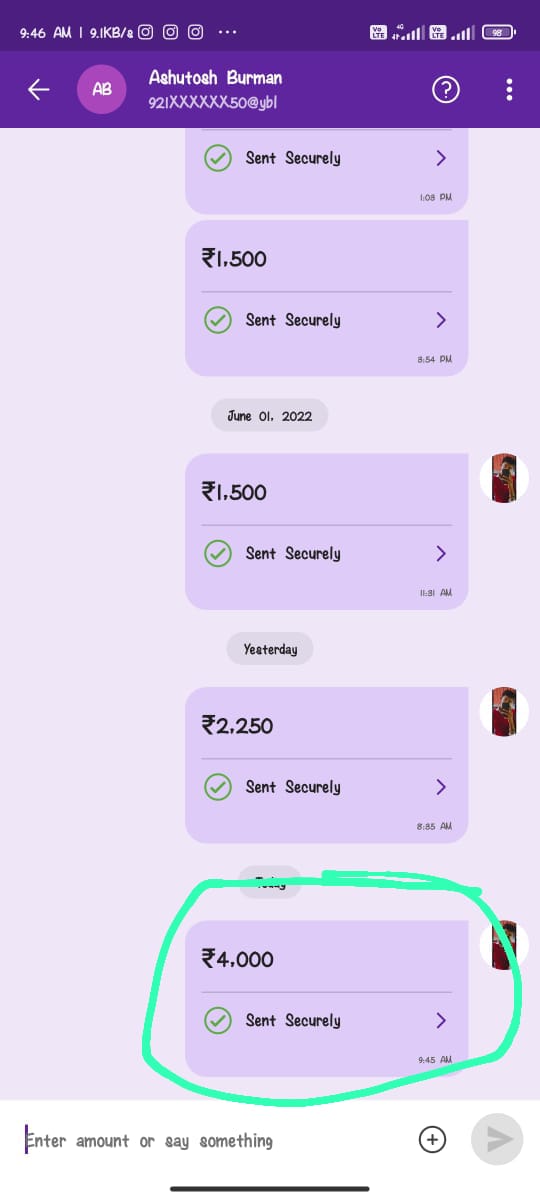 9:46 AM | 9.1KB/s ...
Vo LTE 4G Vo LTE 98
AB
Ashutosh Burman
921XXXXXX50@ybl
Sent Securely
1:03 PM
₹1,500
Sent Securely
8:54 PM
June 01, 2022
₹1,500
Sent Securely
11:31 AM
Yesterday
₹2,250
Sent Securely
8:35 AM
Today
₹4,000
Sent Securely
9:45 AM
Enter amount or say something